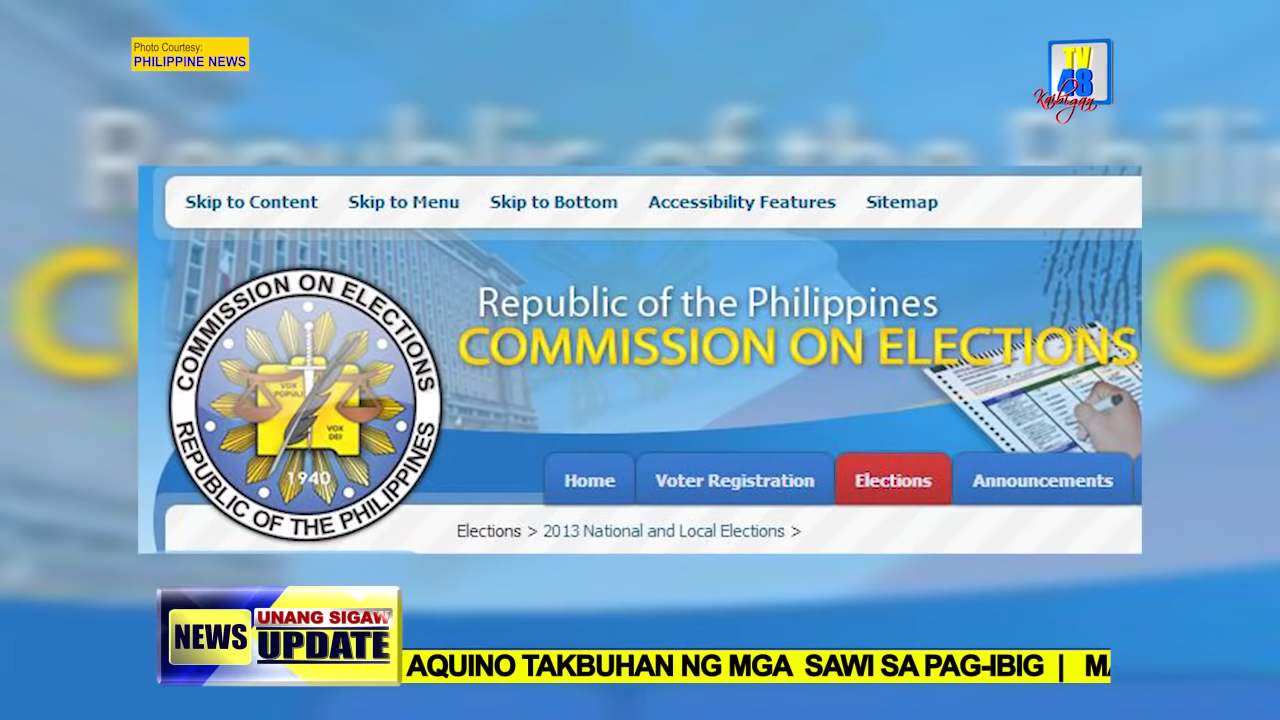 Photo Courtesy:
PHILIPPINE NEWS
TV
48
Kaibigan
Skip to Content Skip to Menu Skip to Bottom Accessibility Features Sitemap
COMMISSION ON ELECTIONS
REPUBLIC OF THE PHILIPPINES
VOX
POPULI
VOX
DEI
1940
Republic of the Philippines
COMMISSION ON ELECTIONS
Home Voter Registration Elections Announcements
Elections > 2013 National and Local Elections >
NEWS
UNANG SIGAW
UPDATE
AQUINO TAKBUHAN NG MGA SAWI SA PAG-IBIG | MA